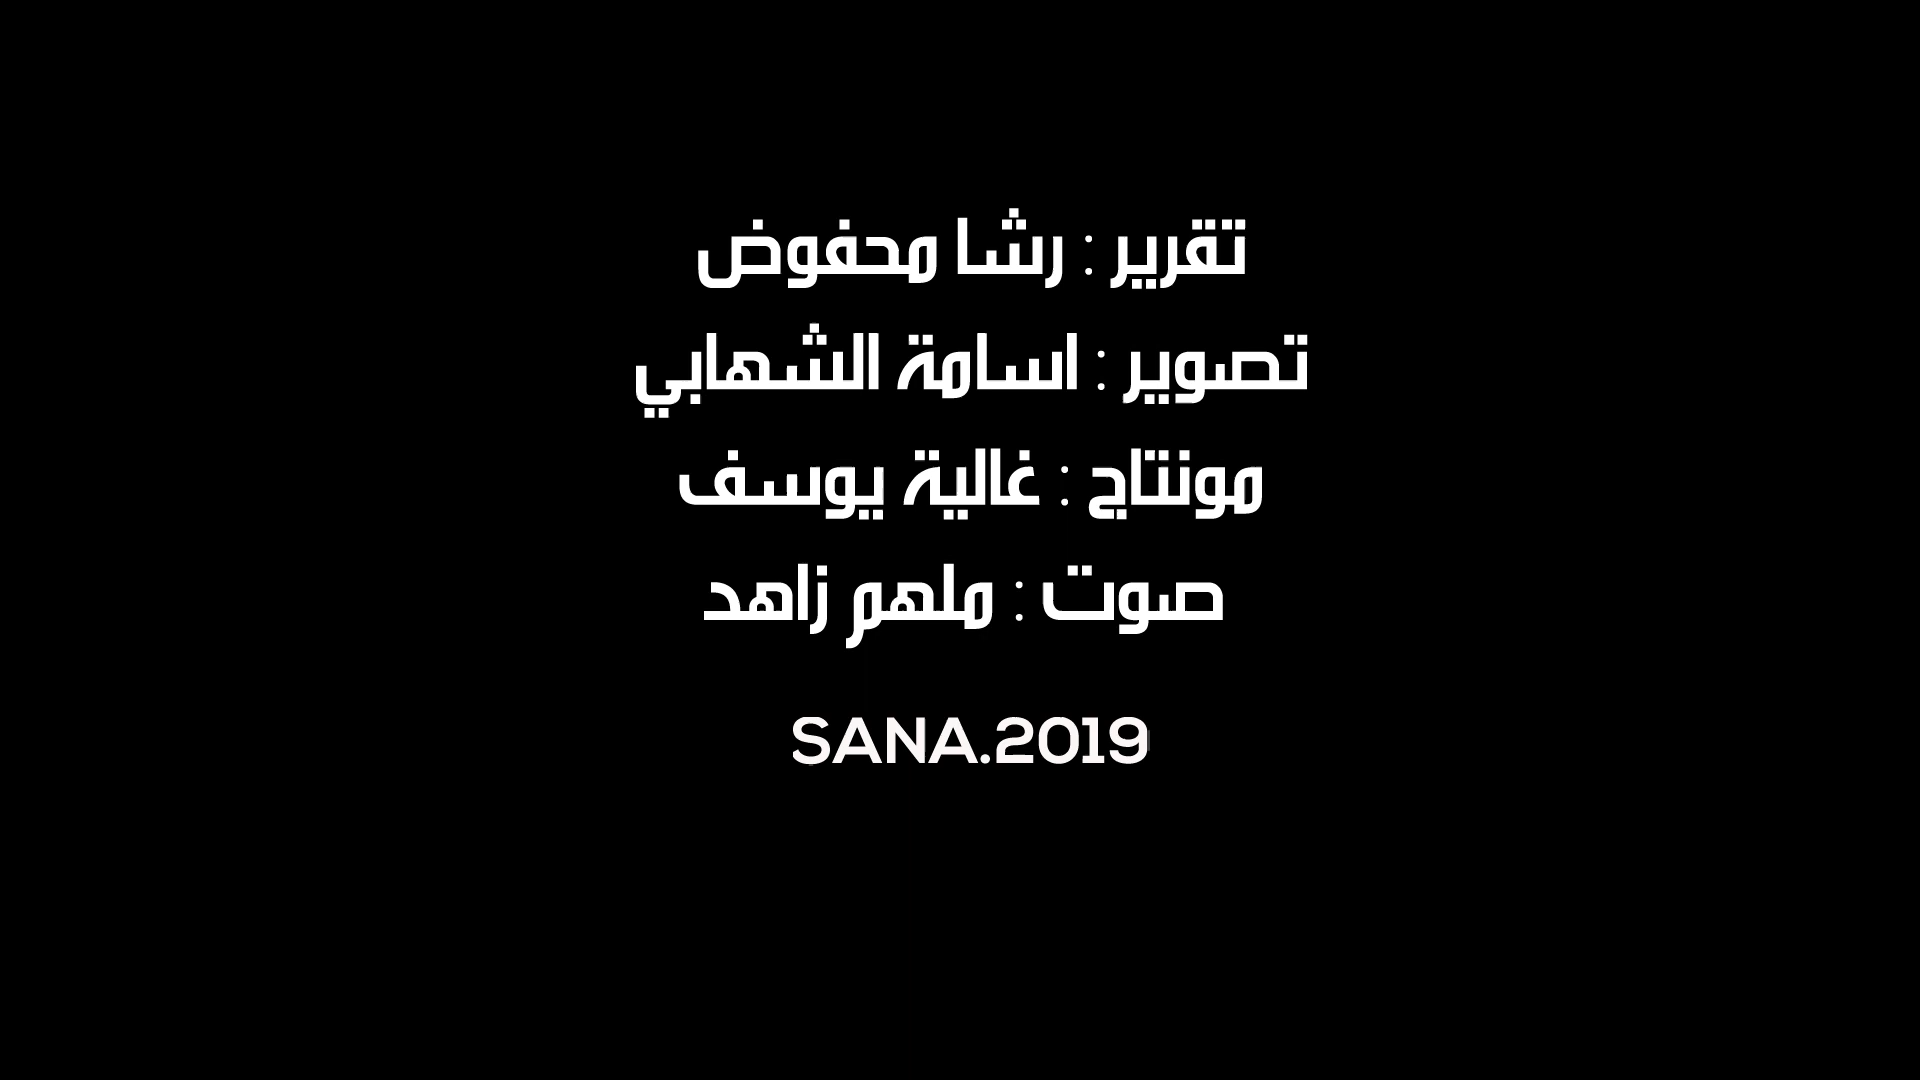 تقرير : رشا محفوض
تصوير : اسامة الشهابي
مونتاج : غالية يوسف
صوت : ملهم زاهد
SANA.2019